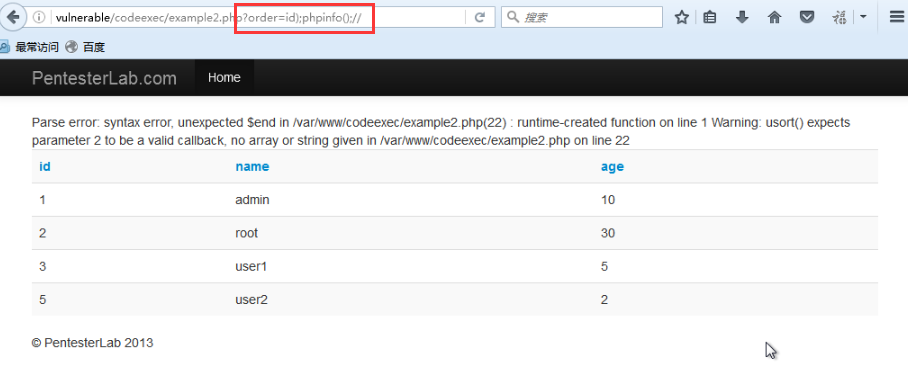 vulnerable/codeexec/example2.php?order=id);phpinfo();//
搜索
最常访问 百度
PentesterLab.com Home
Parse error: syntax error, unexpected $end in /var/www/codeexec/example2.php(22) : runtime-created function on line 1 Warning: usort() expects
parameter 2 to be a valid callback, no array or string given in /var/www/codeexec/example2.php on line 22
id name age
1 admin 10
2 root 30
3 user1 5
5 user2 2
© PentesterLab 2013